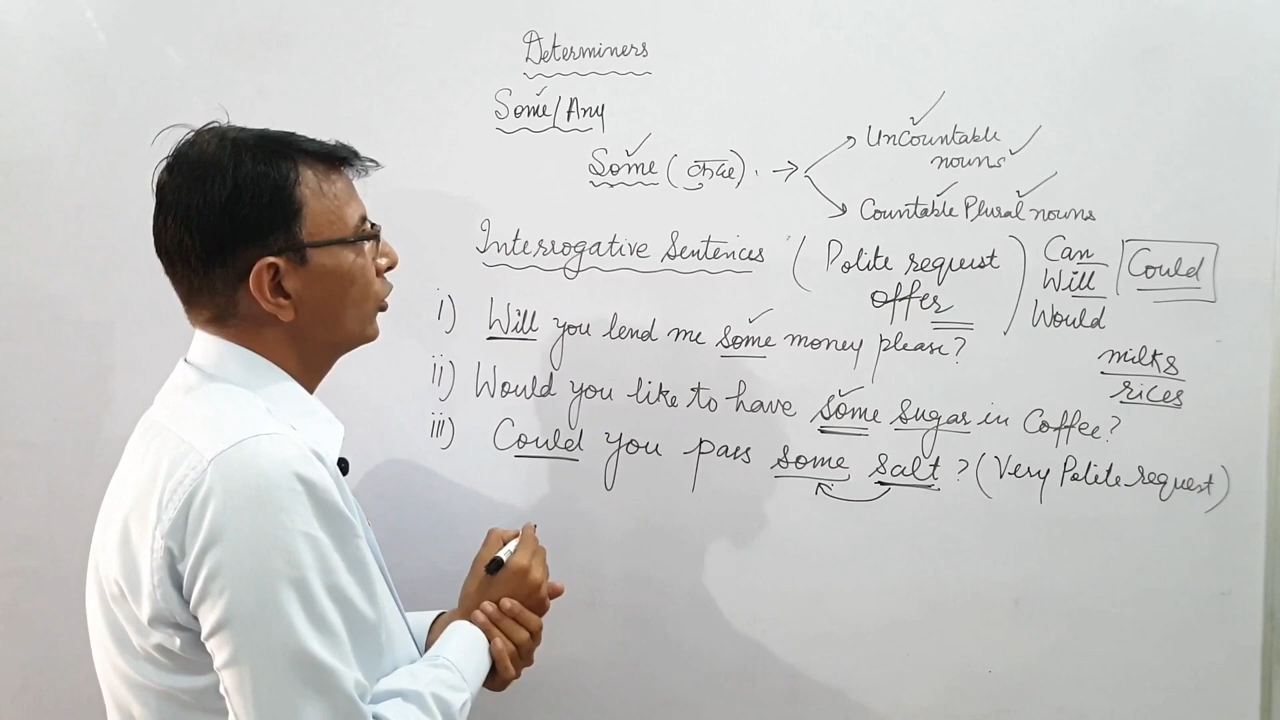 Determiners
Some/Any
Some (कुछ). →
Uncountable
nouns
Countable Plural nouns
Interrogative Sentences (Polite request
offer)
Can
Will
Would
Could
i) Will you lend me some money please?
milks
rices
ii) Would you like to have some sugar in Coffee?
iii) Could you pass some salt? (Very Polite request)